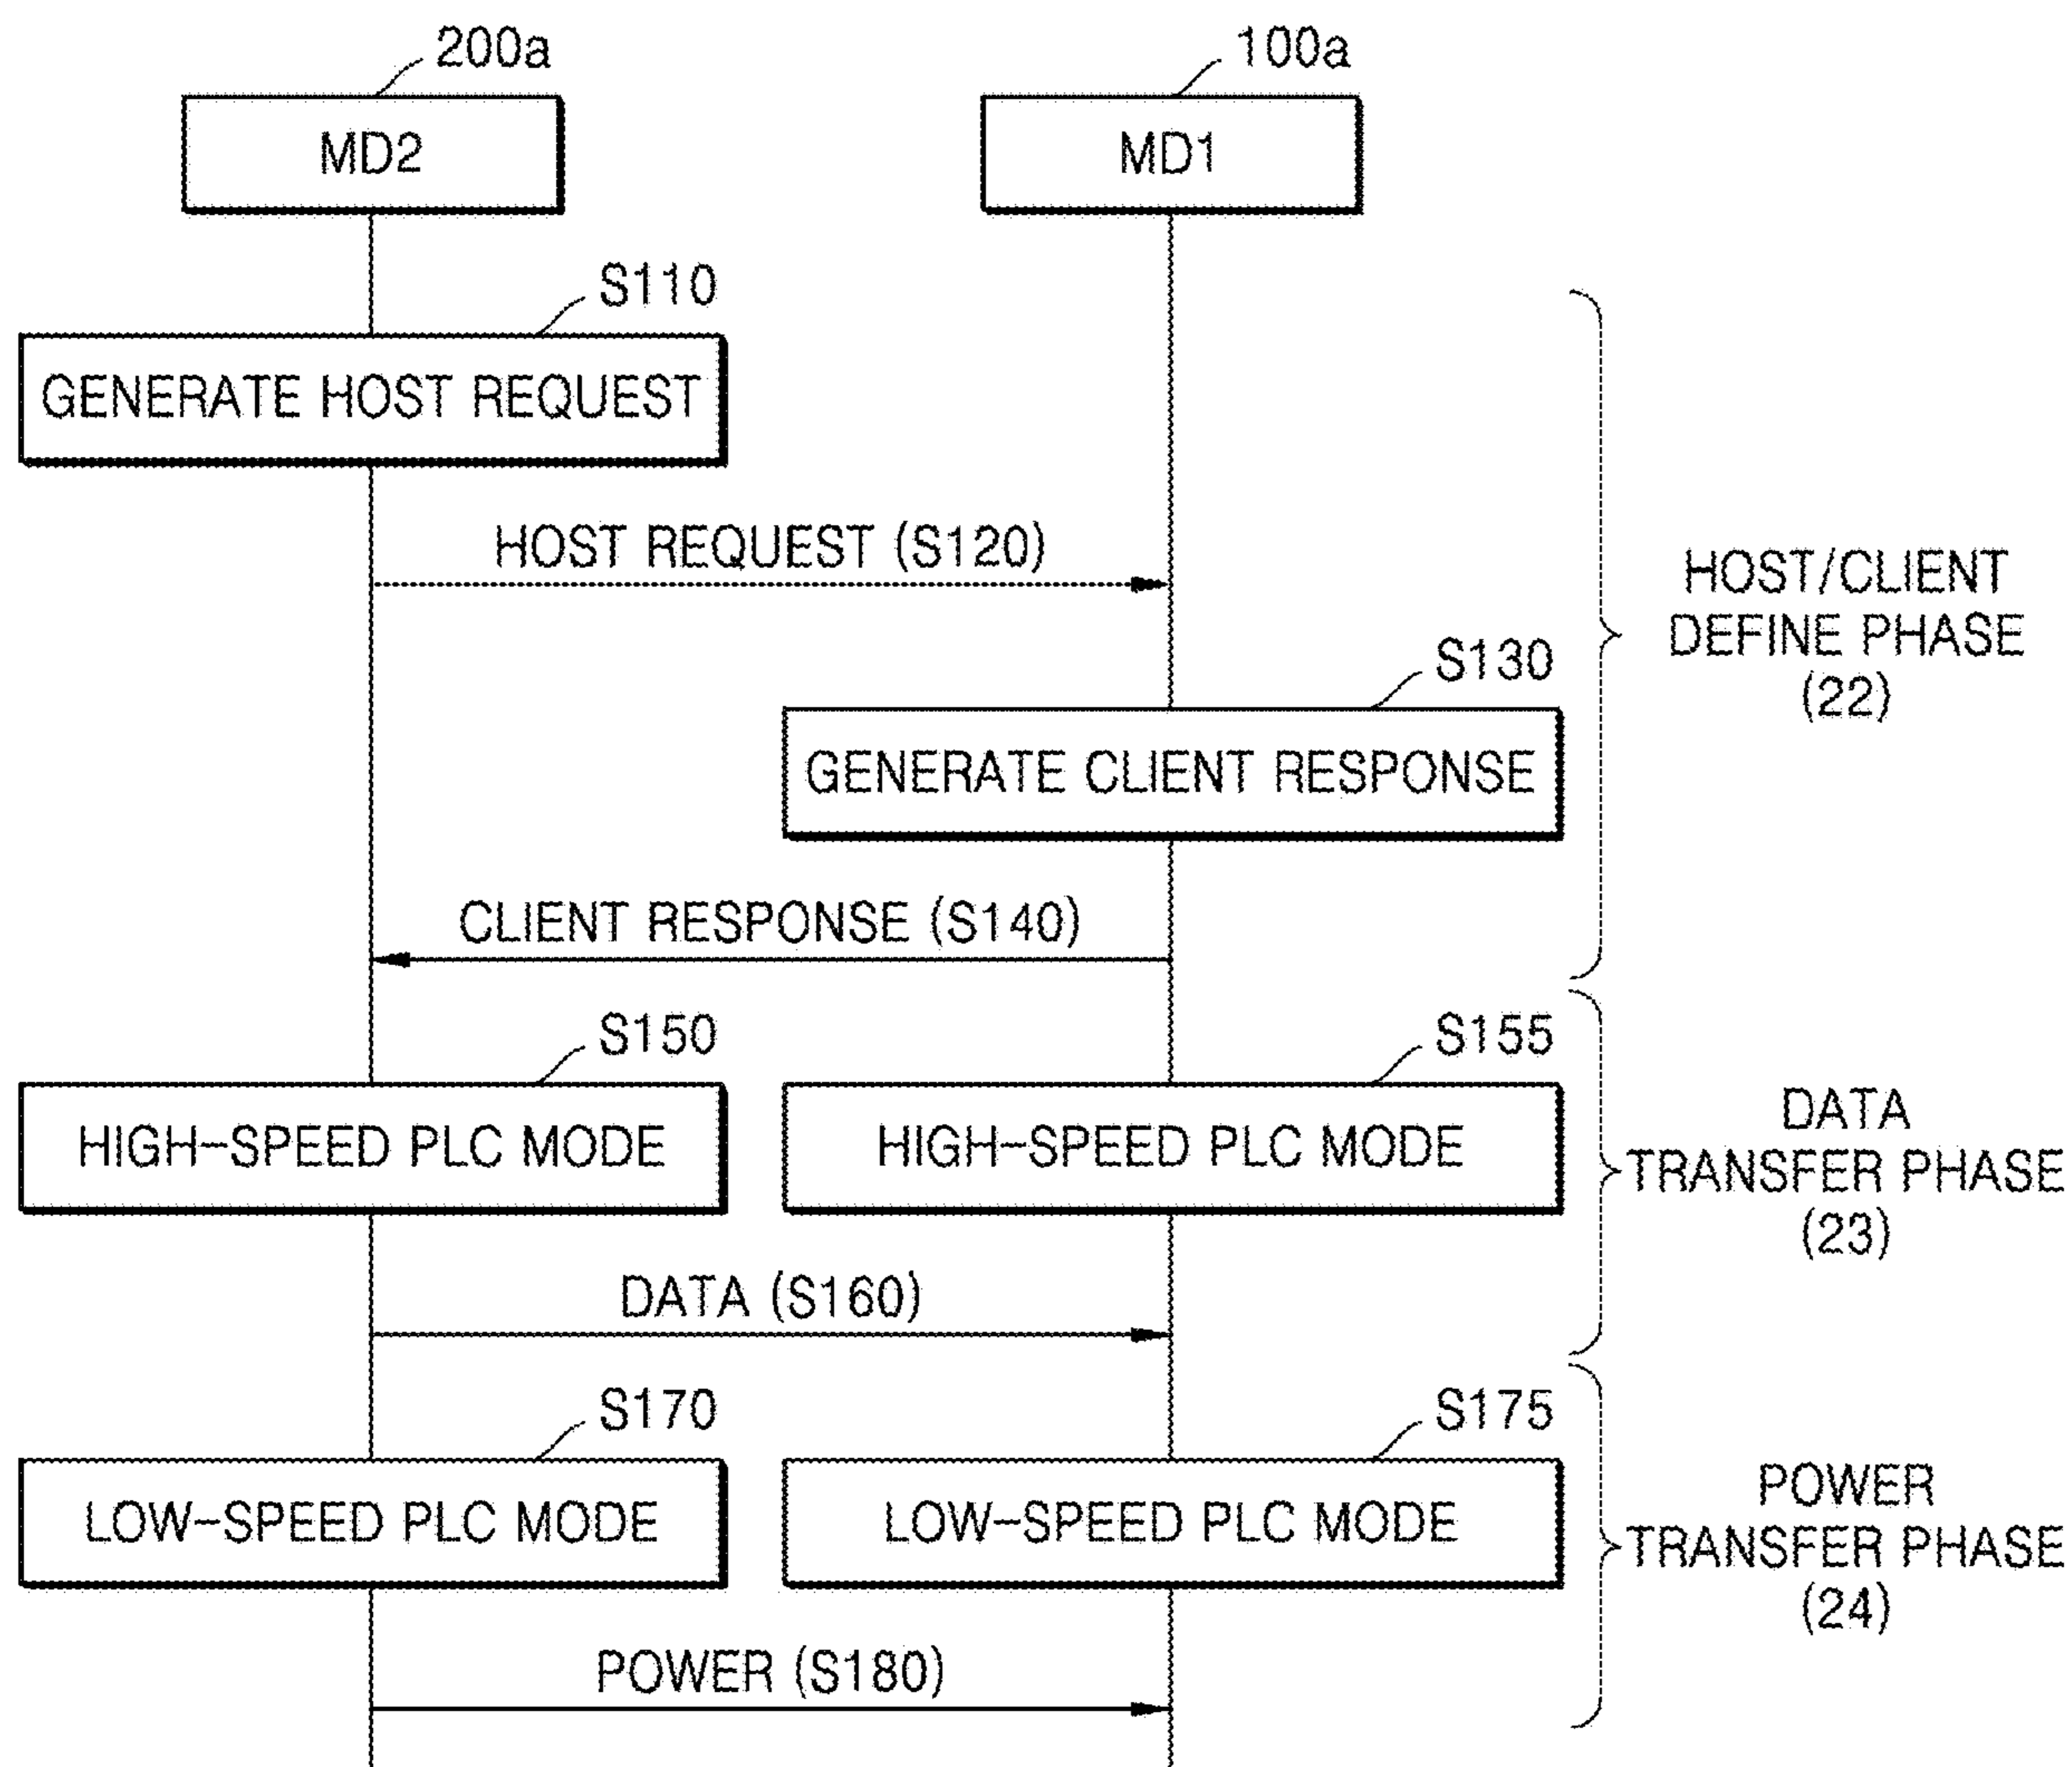 200a
100a
MD2
MD1
S110
GENERATE HOST REQUEST
HOST REQUEST (S120)
HOST/CLIENT
DEFINE PHASE
(22)
S130
GENERATE CLIENT RESPONSE
CLIENT RESPONSE (S140)
S150
S155
HIGH-SPEED PLC MODE
HIGH-SPEED PLC MODE
DATA
TRANSFER PHASE
(23)
DATA (S160)
S170
S175
LOW-SPEED PLC MODE
LOW-SPEED PLC MODE
POWER
TRANSFER PHASE
(24)
POWER (S180)